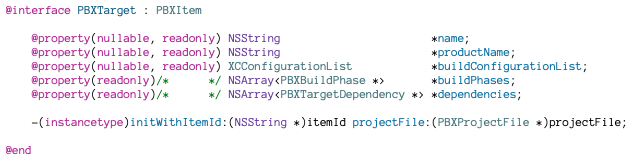 @interface PBXTarget : PBXItem
@property(nullable, readonly) NSString *name;
@property(nullable, readonly) NSString *productName;
@property(nullable, readonly) XCConfigurationList *buildConfigurationList;
@property(readonly)/* */ NSArray<PBXBuildPhase *> *buildPhases;
@property(readonly)/* */ NSArray<PBXTargetDependency *> *dependencies;
-(instancetype)initWithItemId:(NSString *)itemId projectFile:(PBXProjectFile *)projectFile;
@end